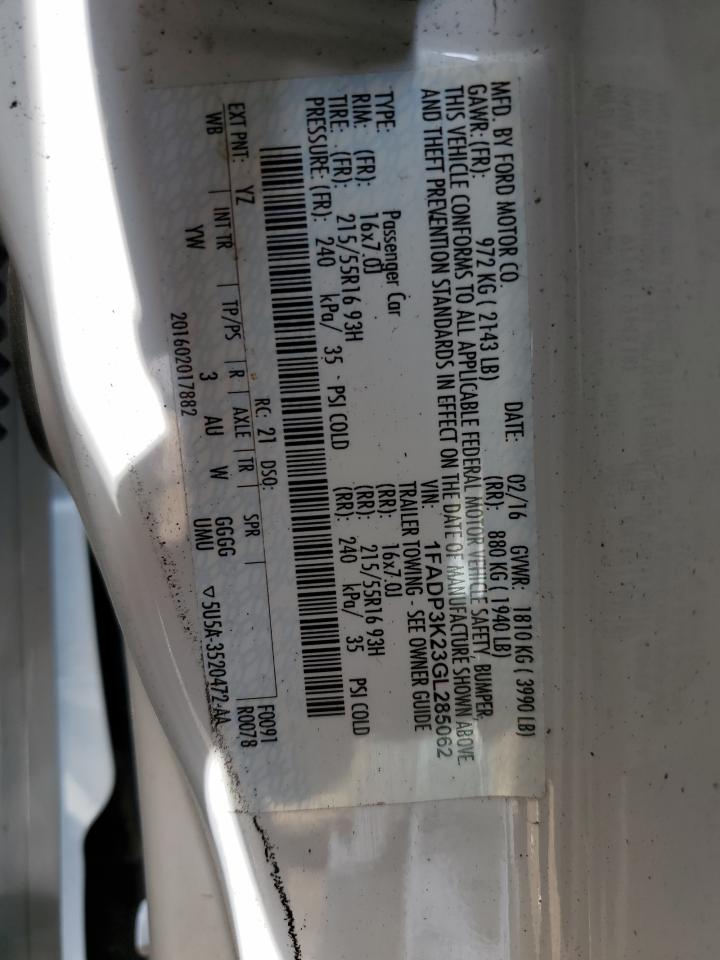 MFD. BY FORD MOTOR CO.
DATE: 02/16 GVWR: 1810 KG ( 3990 LB)
GAWR: (FR): 972 KG ( 2143 LB) (RR): 880 KG ( 1940 LB)
THIS VEHICLE CONFORMS TO ALL APPLICABLE FEDERAL MOTOR VEHICLE SAFETY, BUMPER,
AND THEFT PREVENTION STANDARDS IN EFFECT ON THE DATE OF MANUFACTURE SHOWN ABOVE.
VIN: 1FADP3K23GL285062
TYPE: Passenger Car TRAILER TOWING - SEE OWNER GUIDE
RIM: (FR): 16x7.0J (RR): 16x7.0J
TIRE: (FR): 215/55R16 93H (RR): 215/55R16 93H
PRESSURE: (FR): 240 kPa/ 35 - PSI COLD (RR): 240 kPa/ 35 PSI COLD
RC: 21 DSO: F0091
EXT PNT: YZ R0078
WB INT TR TP/PS R AXLE TR SPR
YW 3 AU W GGGG
UMU
201602017882 ▽5U5A-3520472-AA